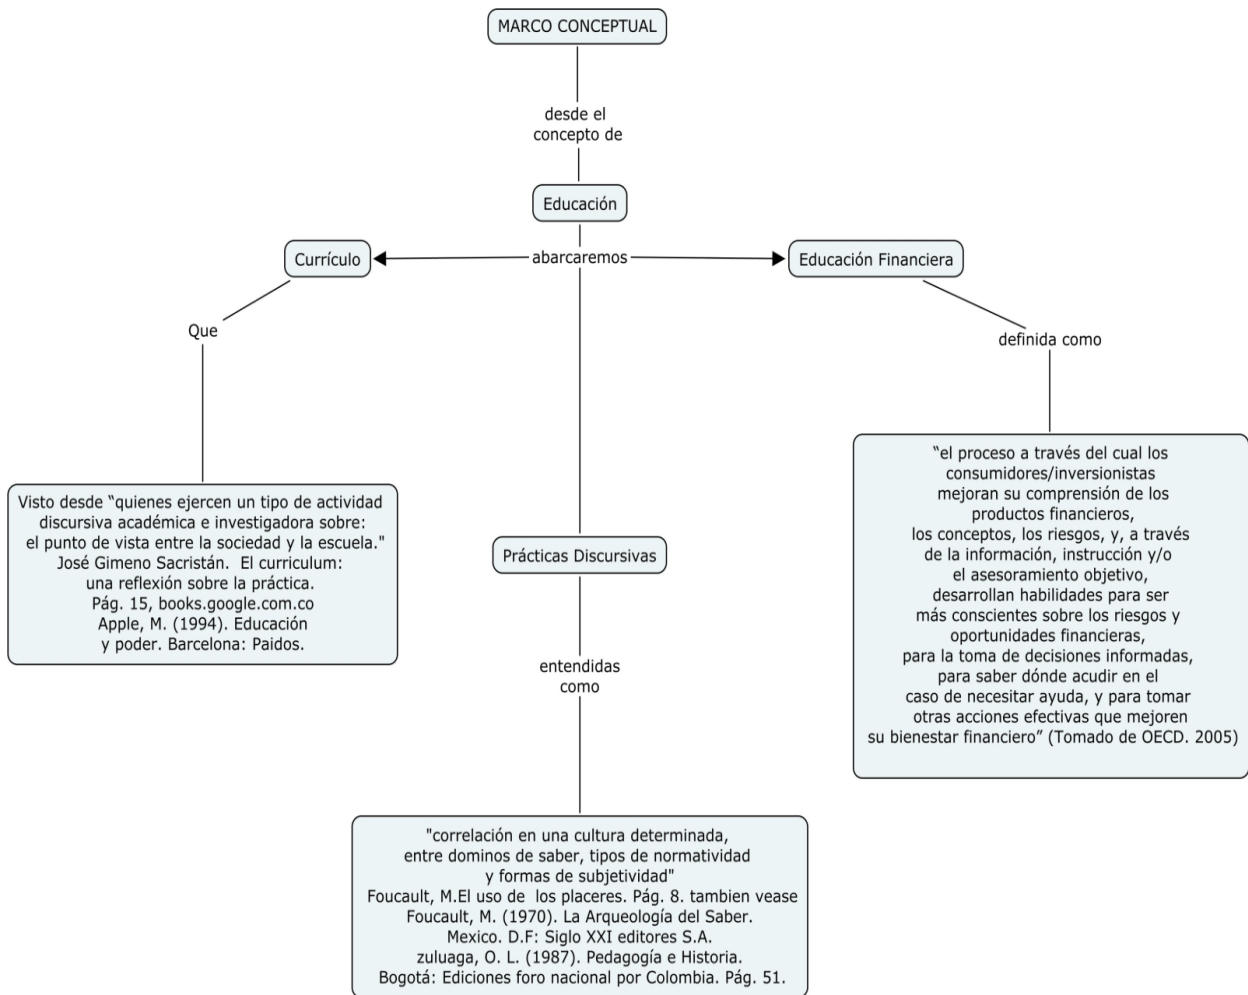 MARCO CONCEPTUAL
desde el
concepto de
Educación
Currículo
abarcaremos
Educación Financiera
Que
definida como
Visto desde “quienes ejercen un tipo de actividad
discursiva académica e investigadora sobre:
el punto de vista entre la sociedad y la escuela."
José Gimeno Sacristán. El curriculum:
una reflexión sobre la práctica.
Pág. 15, books.google.com.co
Apple, M. (1994). Educación
y poder. Barcelona: Paidos.
Prácticas Discursivas
“el proceso a través del cual los
consumidores/inversionistas
mejoran su comprensión de los
productos financieros,
los conceptos, los riesgos, y, a través
de la información, instrucción y/o
el asesoramiento objetivo,
desarrollan habilidades para ser
más conscientes sobre los riesgos y
oportunidades financieras,
para la toma de decisiones informadas,
para saber dónde acudir en el
caso de necesitar ayuda, y para tomar
otras acciones efectivas que mejoren
su bienestar financiero” (Tomado de OECD. 2005)
entendidas
como
"correlación en una cultura determinada,
entre dominos de saber, tipos de normatividad
y formas de subjetividad"
Foucault, M.El uso de los placeres. Pág. 8. tambien vease
Foucault, M. (1970). La Arqueología del Saber.
Mexico. D.F: Siglo XXI editores S.A.
zuluaga, O. L. (1987). Pedagogía e Historia.
Bogotá: Ediciones foro nacional por Colombia. Pág. 51.